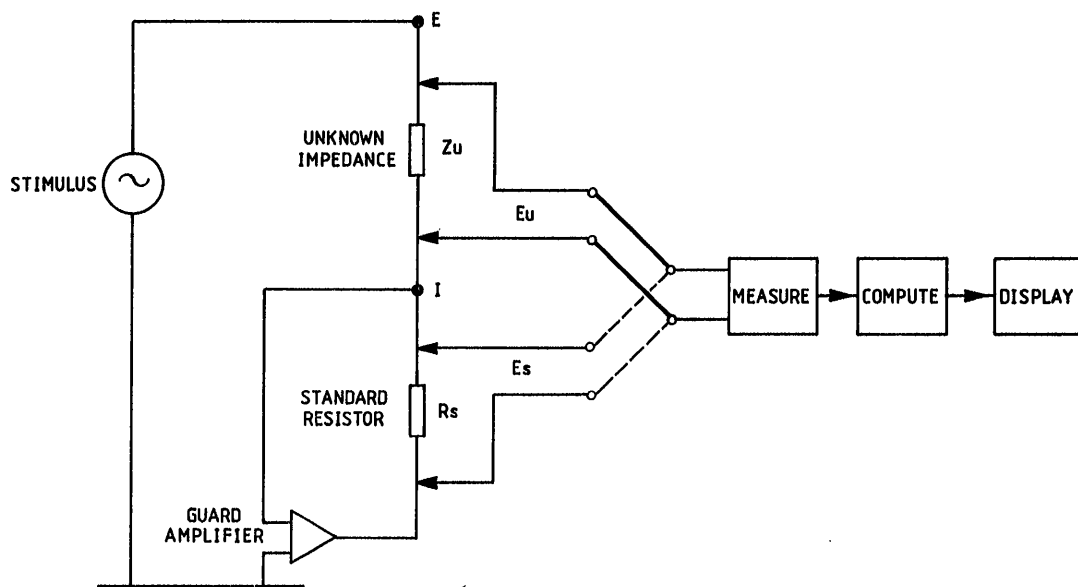 E
UNKNOWN
IMPEDANCE
Zu
STIMULUS
Eu
I
MEASURE
COMPUTE
DISPLAY
Es
STANDARD
RESISTOR
Rs
GUARD
AMPLIFIER